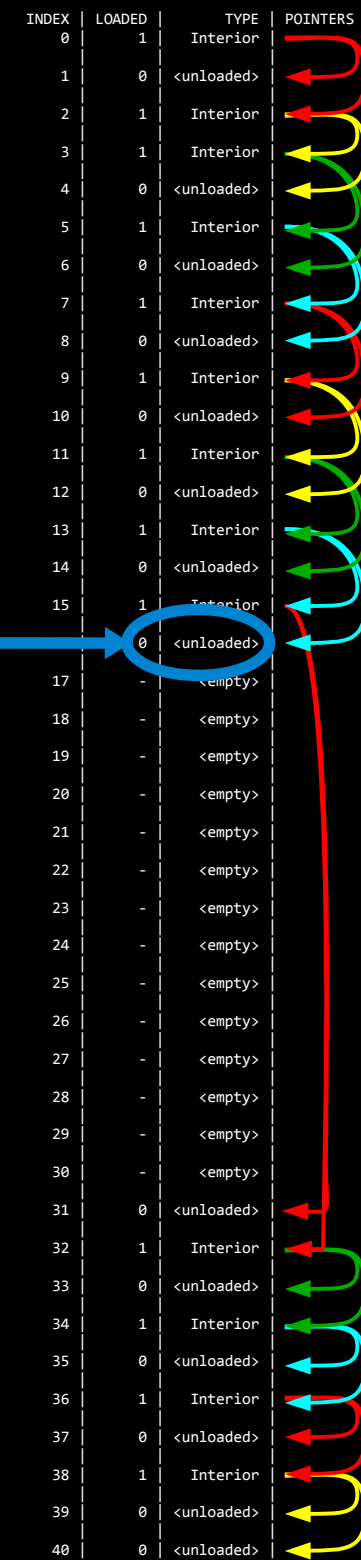 INDEX | LOADED | TYPE | POINTERS
0 | 1 | Interior |
1 | 0 | <unloaded> |
2 | 1 | Interior |
3 | 1 | Interior |
4 | 0 | <unloaded> |
5 | 1 | Interior |
6 | 0 | <unloaded> |
7 | 1 | Interior |
8 | 0 | <unloaded> |
9 | 1 | Interior |
10 | 0 | <unloaded> |
11 | 1 | Interior |
12 | 0 | <unloaded> |
13 | 1 | Interior |
14 | 0 | <unloaded> |
15 | 1 | Interior |
0 | <unloaded> |
17 | - | <empty> |
18 | - | <empty> |
19 | - | <empty> |
20 | - | <empty> |
21 | - | <empty> |
22 | - | <empty> |
23 | - | <empty> |
24 | - | <empty> |
25 | - | <empty> |
26 | - | <empty> |
27 | - | <empty> |
28 | - | <empty> |
29 | - | <empty> |
30 | - | <empty> |
31 | 0 | <unloaded> |
32 | 1 | Interior |
33 | 0 | <unloaded> |
34 | 1 | Interior |
35 | 0 | <unloaded> |
36 | 1 | Interior |
37 | 0 | <unloaded> |
38 | 1 | Interior |
39 | 0 | <unloaded> |
40 | 0 | <unloaded> |